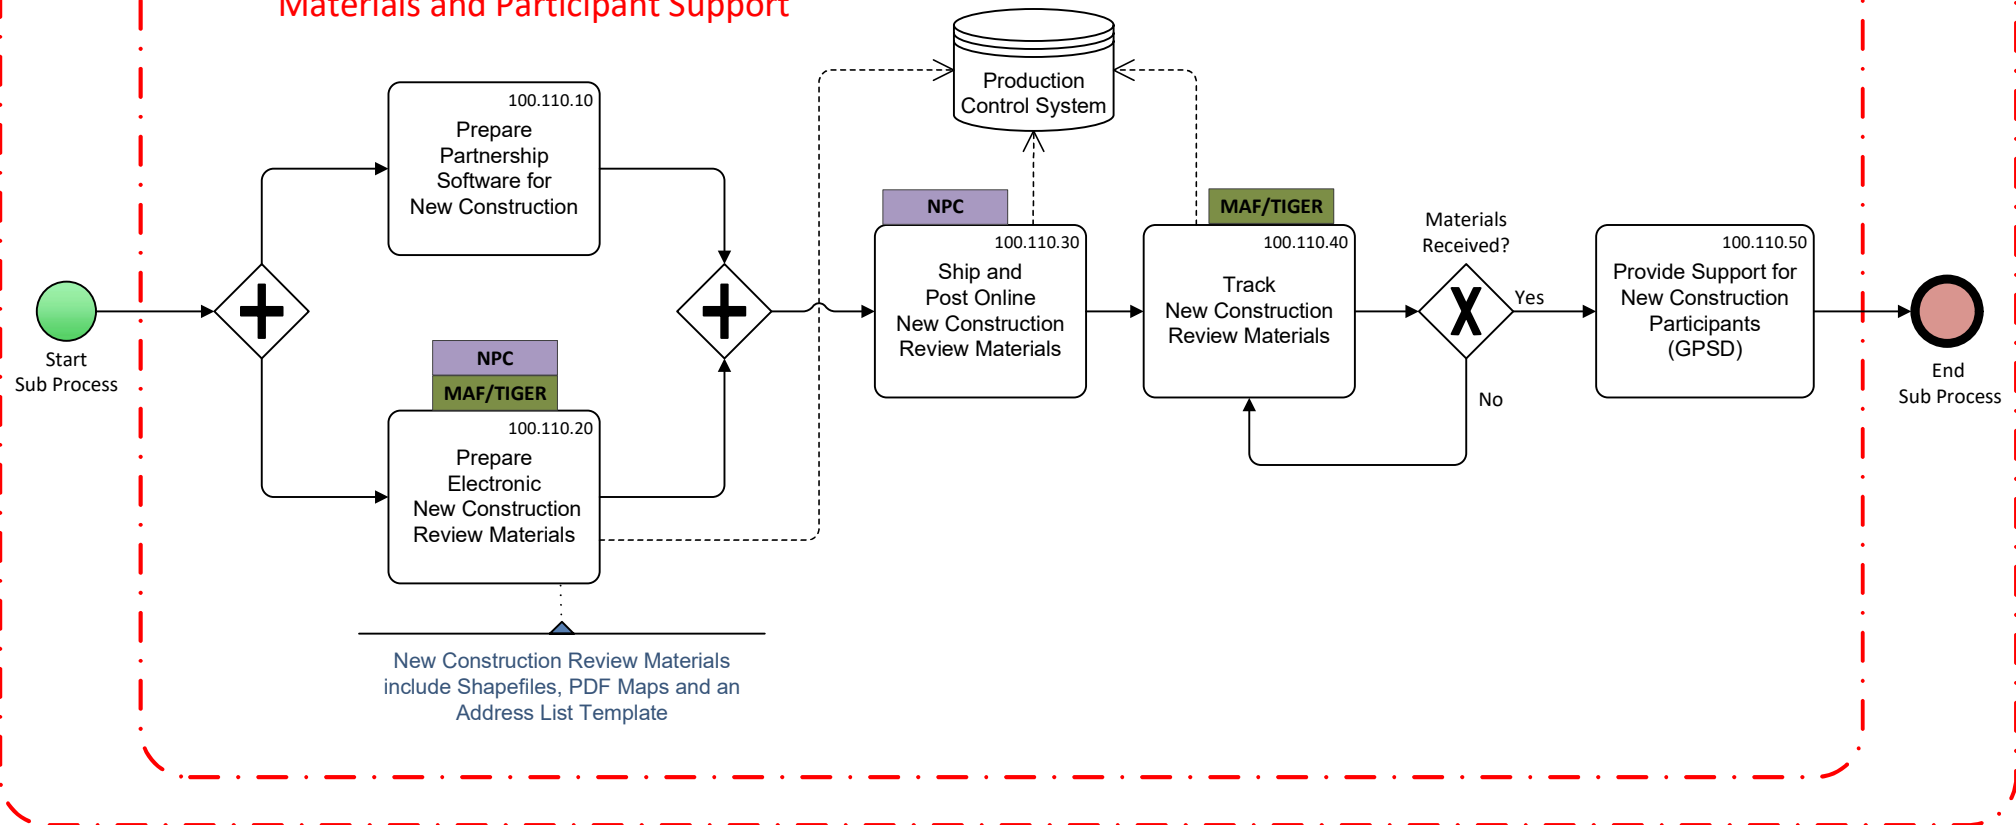 Materials and Participant Support
Production
Control System
100.110.10
Prepare
Partnership
Software for
New Construction
NPC
MAF/TIGER
100.110.20
Prepare
Electronic
New Construction
Review Materials
New Construction Review Materials
include Shapefiles, PDF Maps and an
Address List Template
Start
Sub Process
NPC
100.110.30
Ship and
Post Online
New Construction
Review Materials
MAF/TIGER
100.110.40
Track
New Construction
Review Materials
Materials
Received?
X
Yes
No
100.110.50
Provide Support for
New Construction
Participants
(GPSD)
End
Sub Process